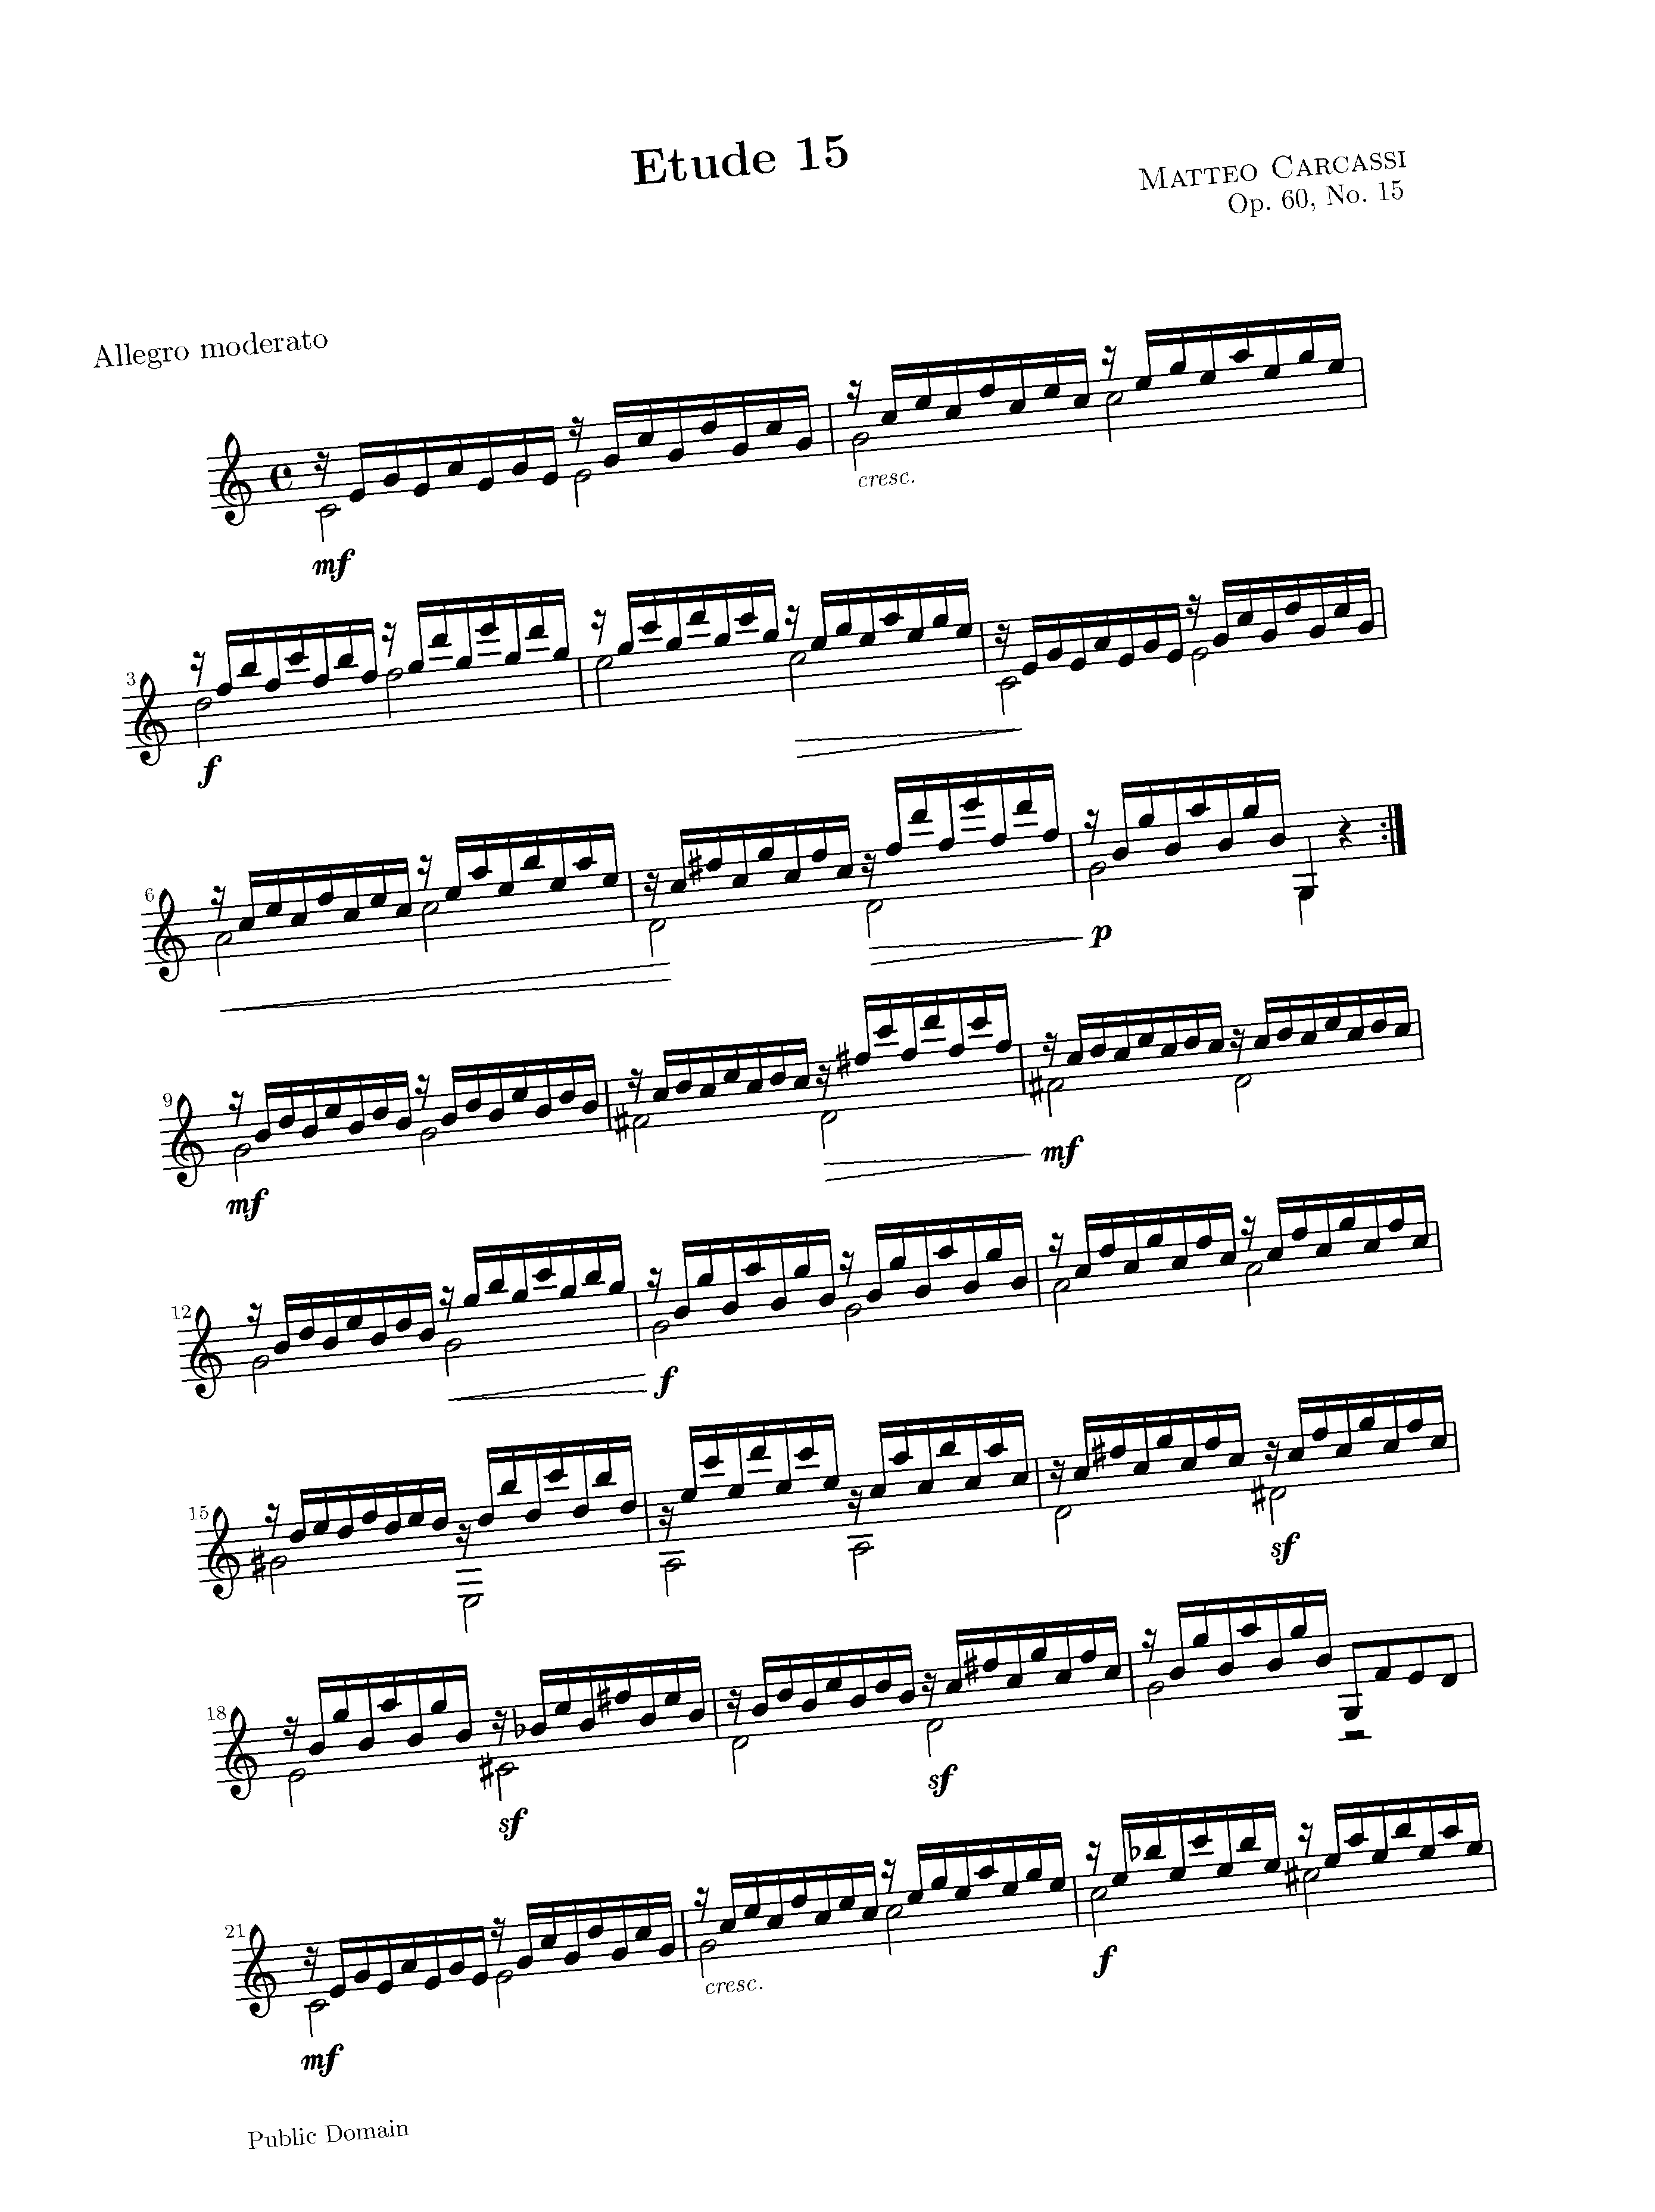 Etude 15
Matteo Carcassi
Op. 60, No. 15
Allegro moderato
cresc.
mf
3
f
6
p
9
mf
mf
12
f
15
sf
18
sf
sf
21
cresc.
f
mf
Public Domain